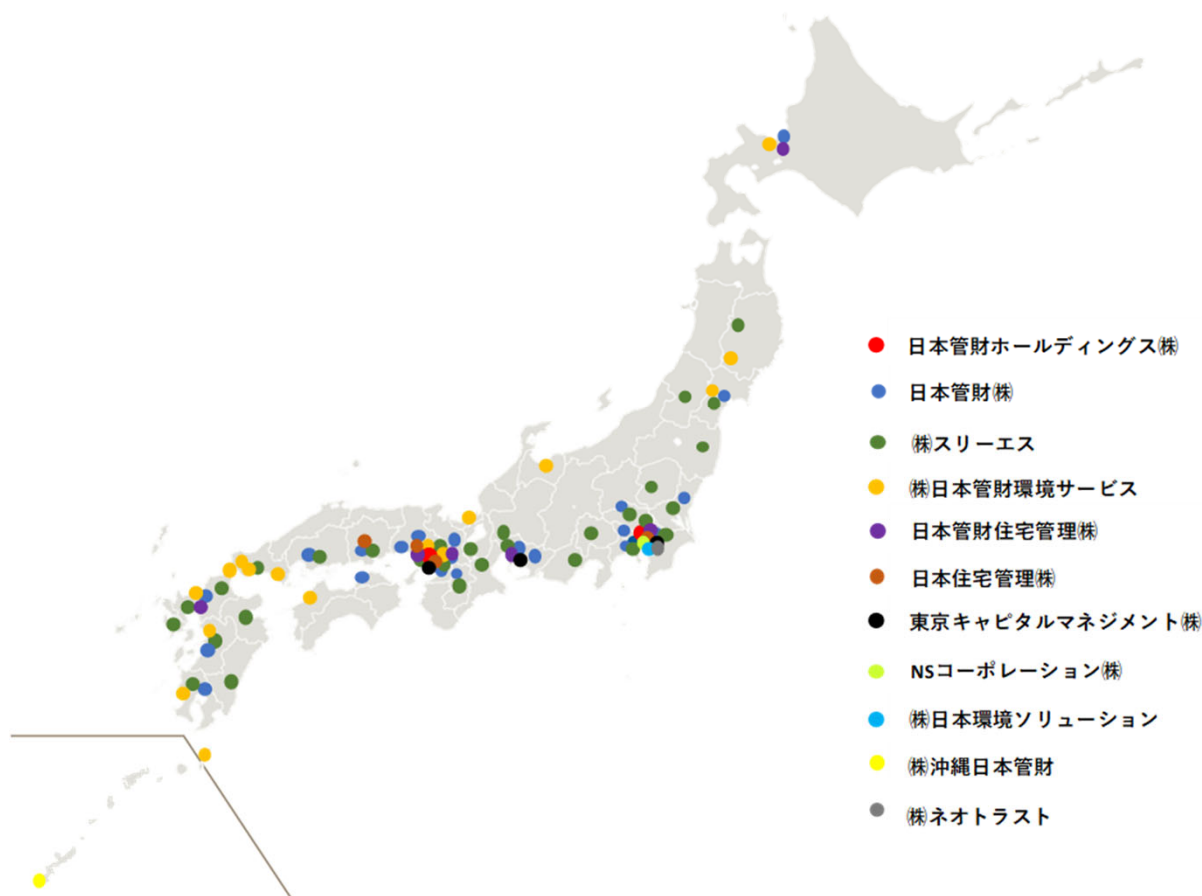 日本管財ホールディングス㈱
日本管財㈱
㈱スリーエス
㈱日本管財環境サービス
日本管財住宅管理㈱
日本住宅管理㈱
東京キャピタルマネジメント㈱
NSコーポレーション㈱
㈱日本環境ソリューション
㈱沖縄日本管財
㈱ネオトラスト